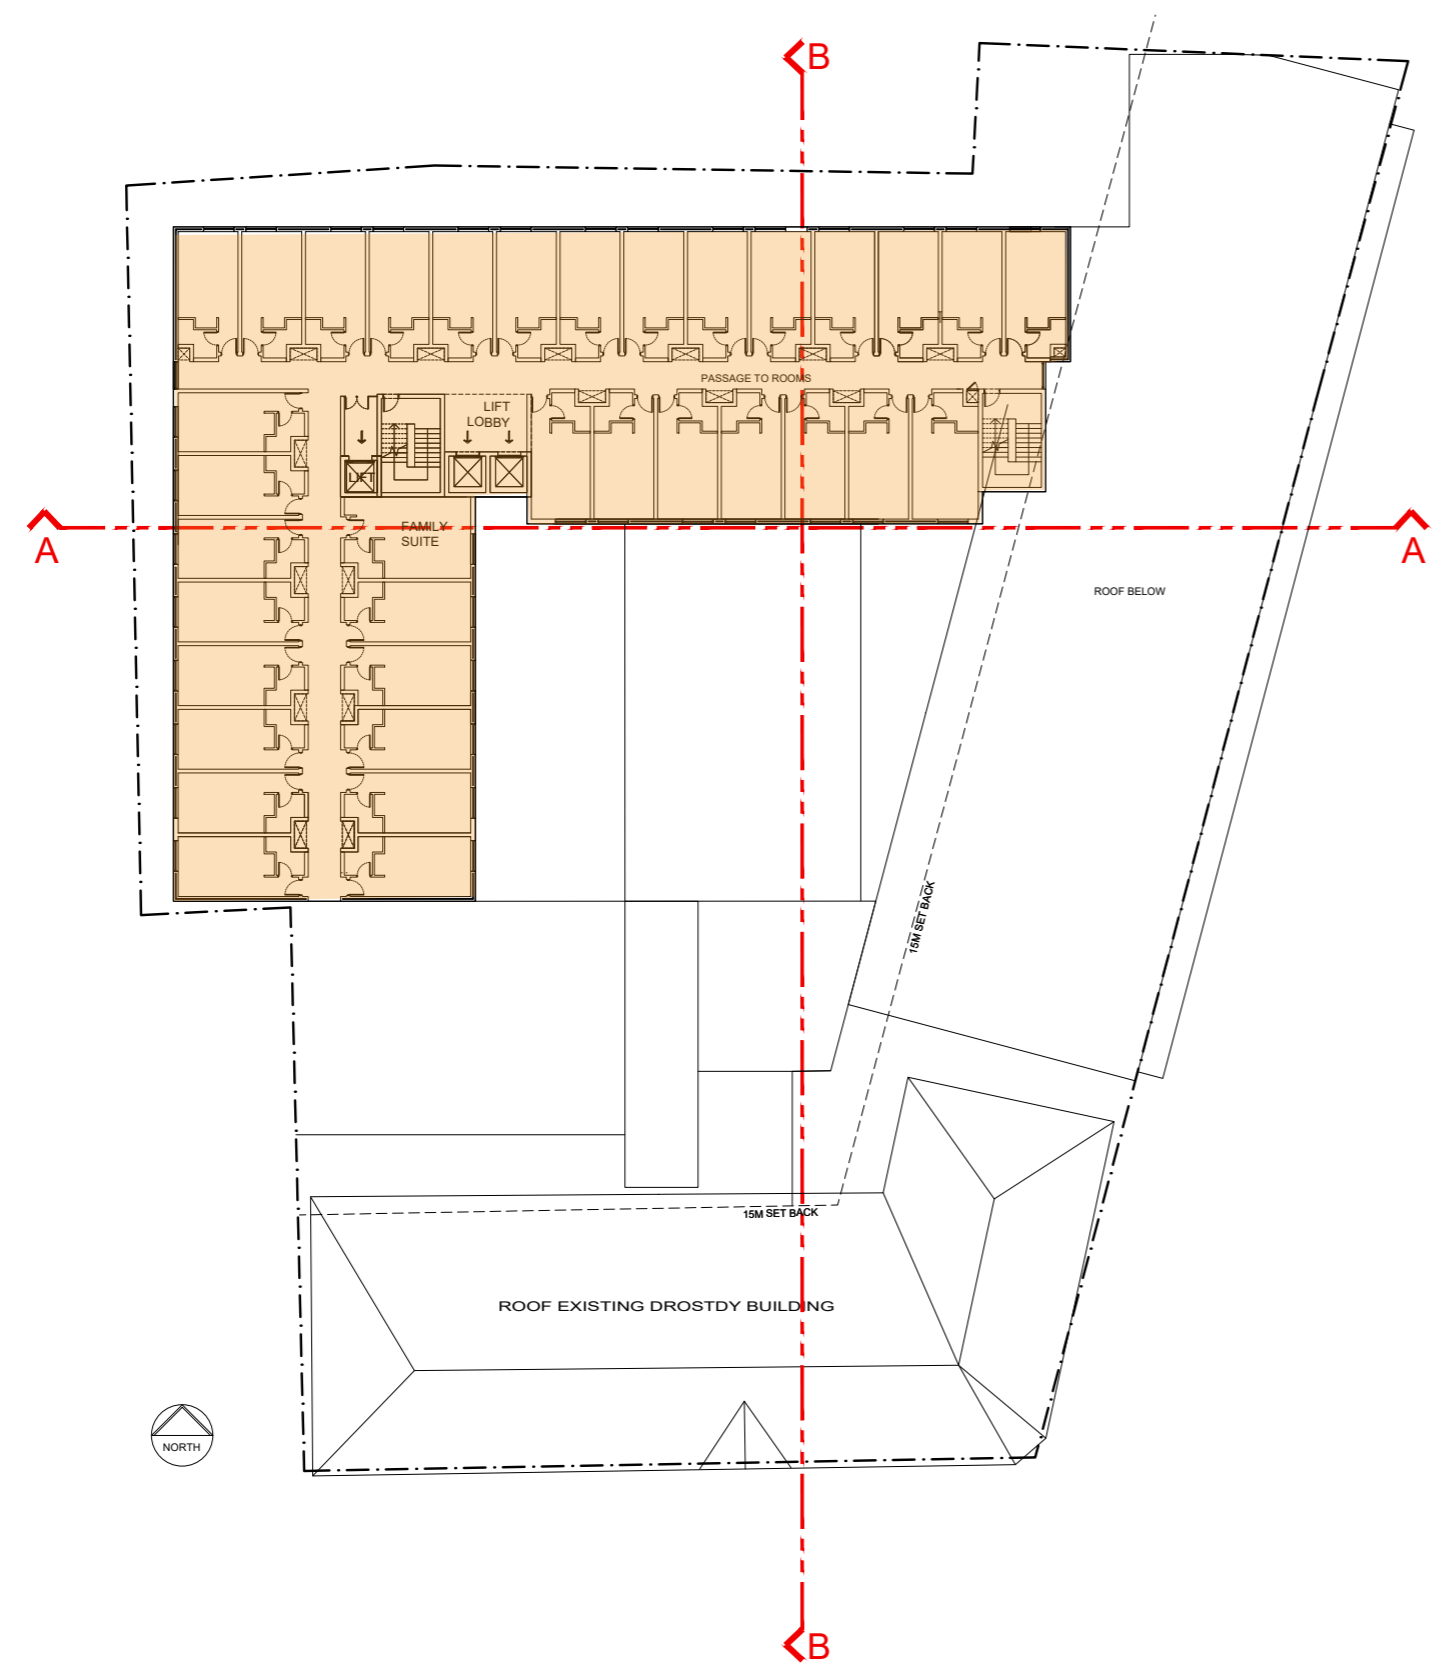 B
PASSAGE TO ROOMS
LIFT
LOBBY
LIFT
FAMILY
SUITE
A
A
ROOF BELOW
15M SET BACK
15M SET BACK
ROOF EXISTING DROSTDY BUILDING
NORTH
B